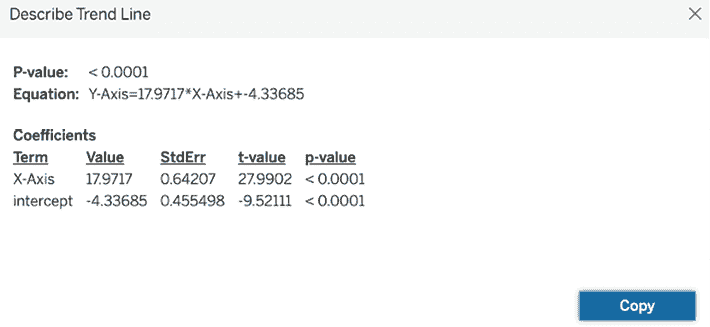 Describe Trend Line
P-value: < 0.0001
Equation: Y-Axis=17.9717*X-Axis+-4.33685
Coefficients
Term Value StdErr t-value p-value
X-Axis 17.9717 0.64207 27.9902 < 0.0001
intercept -4.33685 0.455498 -9.52111 < 0.0001
Copy